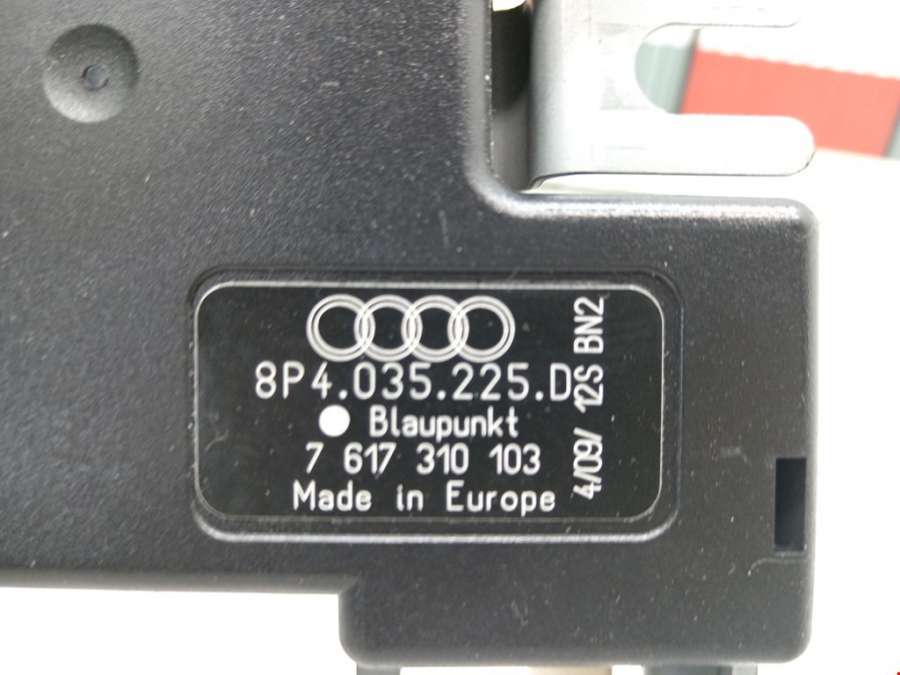 8P4.035.225.D
Blaupunkt
7 617 310 103
Made in Europe
4/09/ 12S BN2